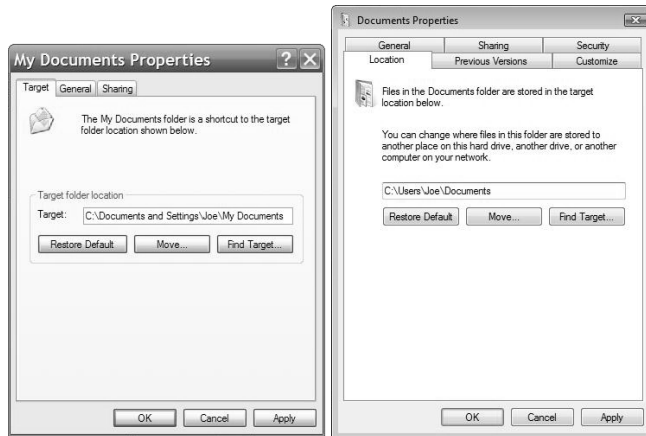 My Documents Properties
Target General Sharing
The My Documents folder is a shortcut to the target
folder location shown below.
Target folder location
Target: C:\Documents and Settings\Joe\My Documents
Restore Default Move... Find Target...
OK Cancel Apply
Documents Properties
General Sharing Security
Location Previous Versions Customize
Files in the Documents folder are stored in the target
location below.
You can change where files in this folder are stored to
another place on this hard drive, another drive, or another
computer on your network.
C:\Users\Joe\Documents
Restore Default Move... Find Target...
OK Cancel Apply